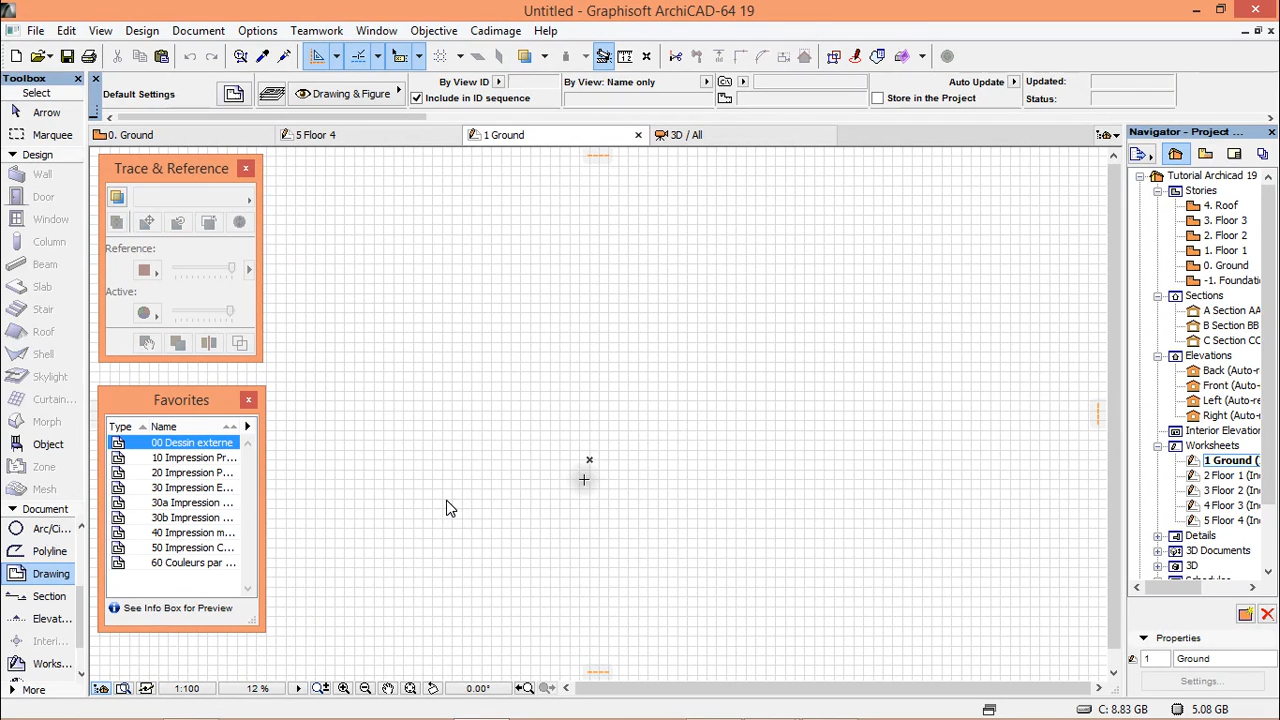 Untitled - Graphisoft ArchiCAD-64 19
File Edit View Design Document Options Teamwork Window Objective Cadimage Help
Toolbox
Select
Arrow
Marquee
Design
Wall
Door
Window
Column
Beam
Slab
Stair
Roof
Shell
Skylight
Curtain...
Morph
Object
Zone
Mesh
Document
Arc/Ci...
Polyline
Drawing
Section
Elevat...
Interi...
Works...
More
Default Settings
Drawing & Figure
By View ID
Include in ID sequence
By View: Name only
Auto Update
Store in the Project
Updated:
Status:
0. Ground
5 Floor 4
1 Ground
3D / All
Trace & Reference
Reference:
Active:
Favorites
Type Name
00 Dessin externe
10 Impression Pr...
20 Impression P...
30 Impression E...
30a Impression ...
30b Impression ...
40 Impression m...
50 Impression C...
60 Couleurs par ...
See Info Box for Preview
1:100
12 %
0.00°
Navigator - Project ...
Tutorial Archicad 19
Stories
4. Roof
3. Floor 3
2. Floor 2
1. Floor 1
0. Ground
-1. Foundati
Sections
A Section AA
B Section BB
C Section CC
Elevations
Back (Auto-r
Front (Auto-
Left (Auto-re
Right (Auto-
Interior Elevat
Worksheets
1 Ground (
2 Floor 1 (In
3 Floor 2 (In
4 Floor 3 (In
5 Floor 4 (In
Details
3D Documents
3D
Properties
1
Ground
Settings...
C: 8.83 GB
5.08 GB